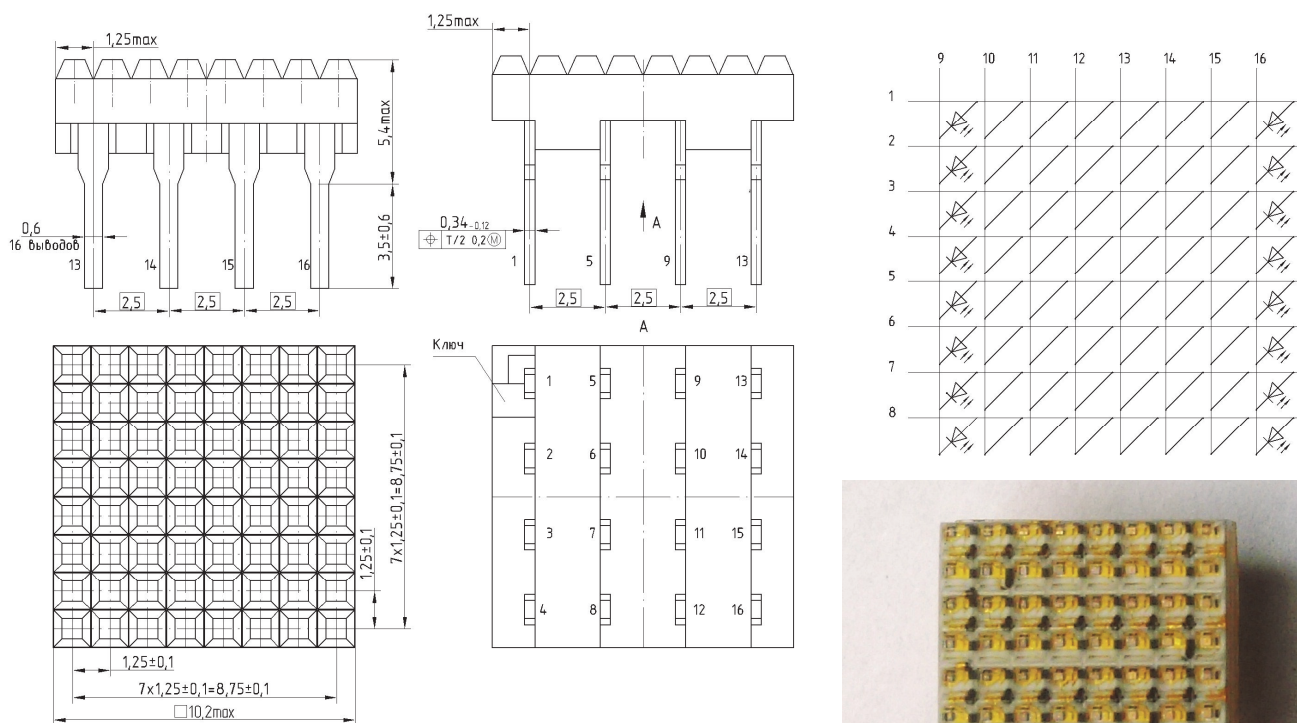 1,25max
5,4max
3,5±0,6
0,6
16 выводов
13 14 15 16
2,5 2,5 2,5
1,25max
0,34-0,12
T/2 0,2 M
A
1 5 9 13
2,5 2,5 2,5
9 10 11 12 13 14 15 16
1
2
3
4
5
6
7
8
7x1,25±0,1=8,75±0,1
1,25±0,1
1,25±0,1
7x1,25±0,1=8,75±0,1
□10,2max
A
Ключ
1 5 9 13
2 6 10 14
3 7 11 15
4 8 12 16